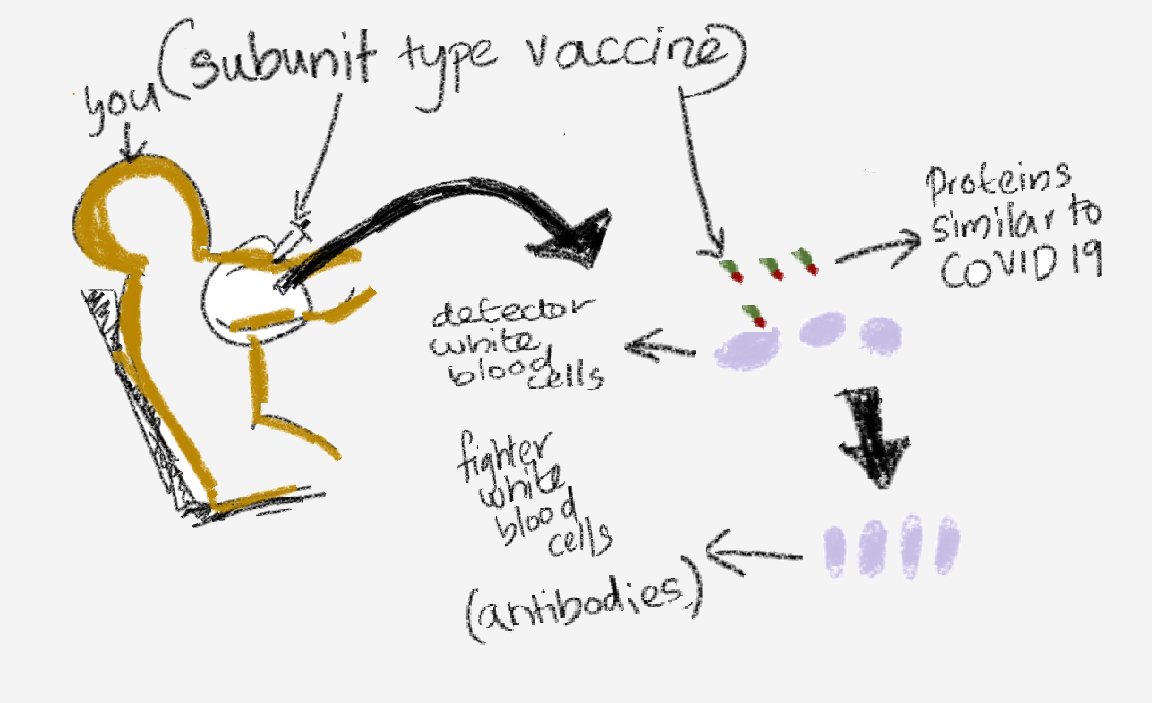 (subunit type vaccine)
you
Proteins
similar to
COVID 19
detector
white
blood
cells
fighter
white
blood
cells
(antibodies)